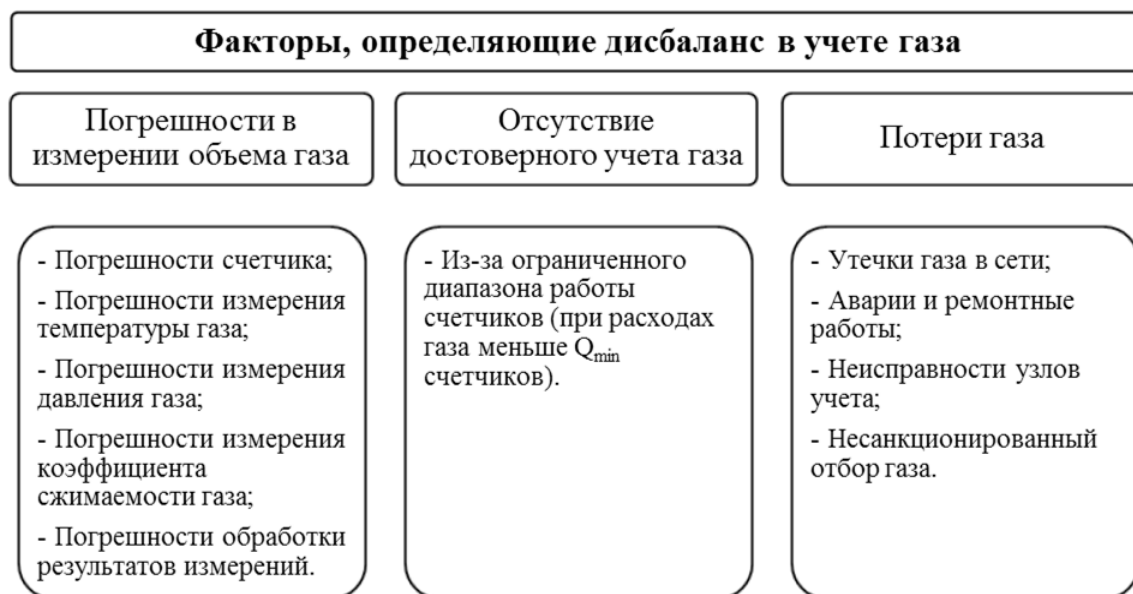 Факторы, определяющие дисбаланс в учете газа
Погрешности в
измерении объема газа
Отсутствие
достоверного учета газа
Потери газа
- Погрешности счетчика;
- Погрешности измерения
температуры газа;
- Погрешности измерения
давления газа;
- Погрешности измерения
коэффициента
сжимаемости газа;
- Погрешности обработки
результатов измерений.
- Из-за ограниченного
диапазона работы
счетчиков (при расходах
газа меньше Qmin
счетчиков).
- Утечки газа в сети;
- Аварии и ремонтные
работы;
- Неисправности узлов
учета;
- Несанкционированный
отбор газа.